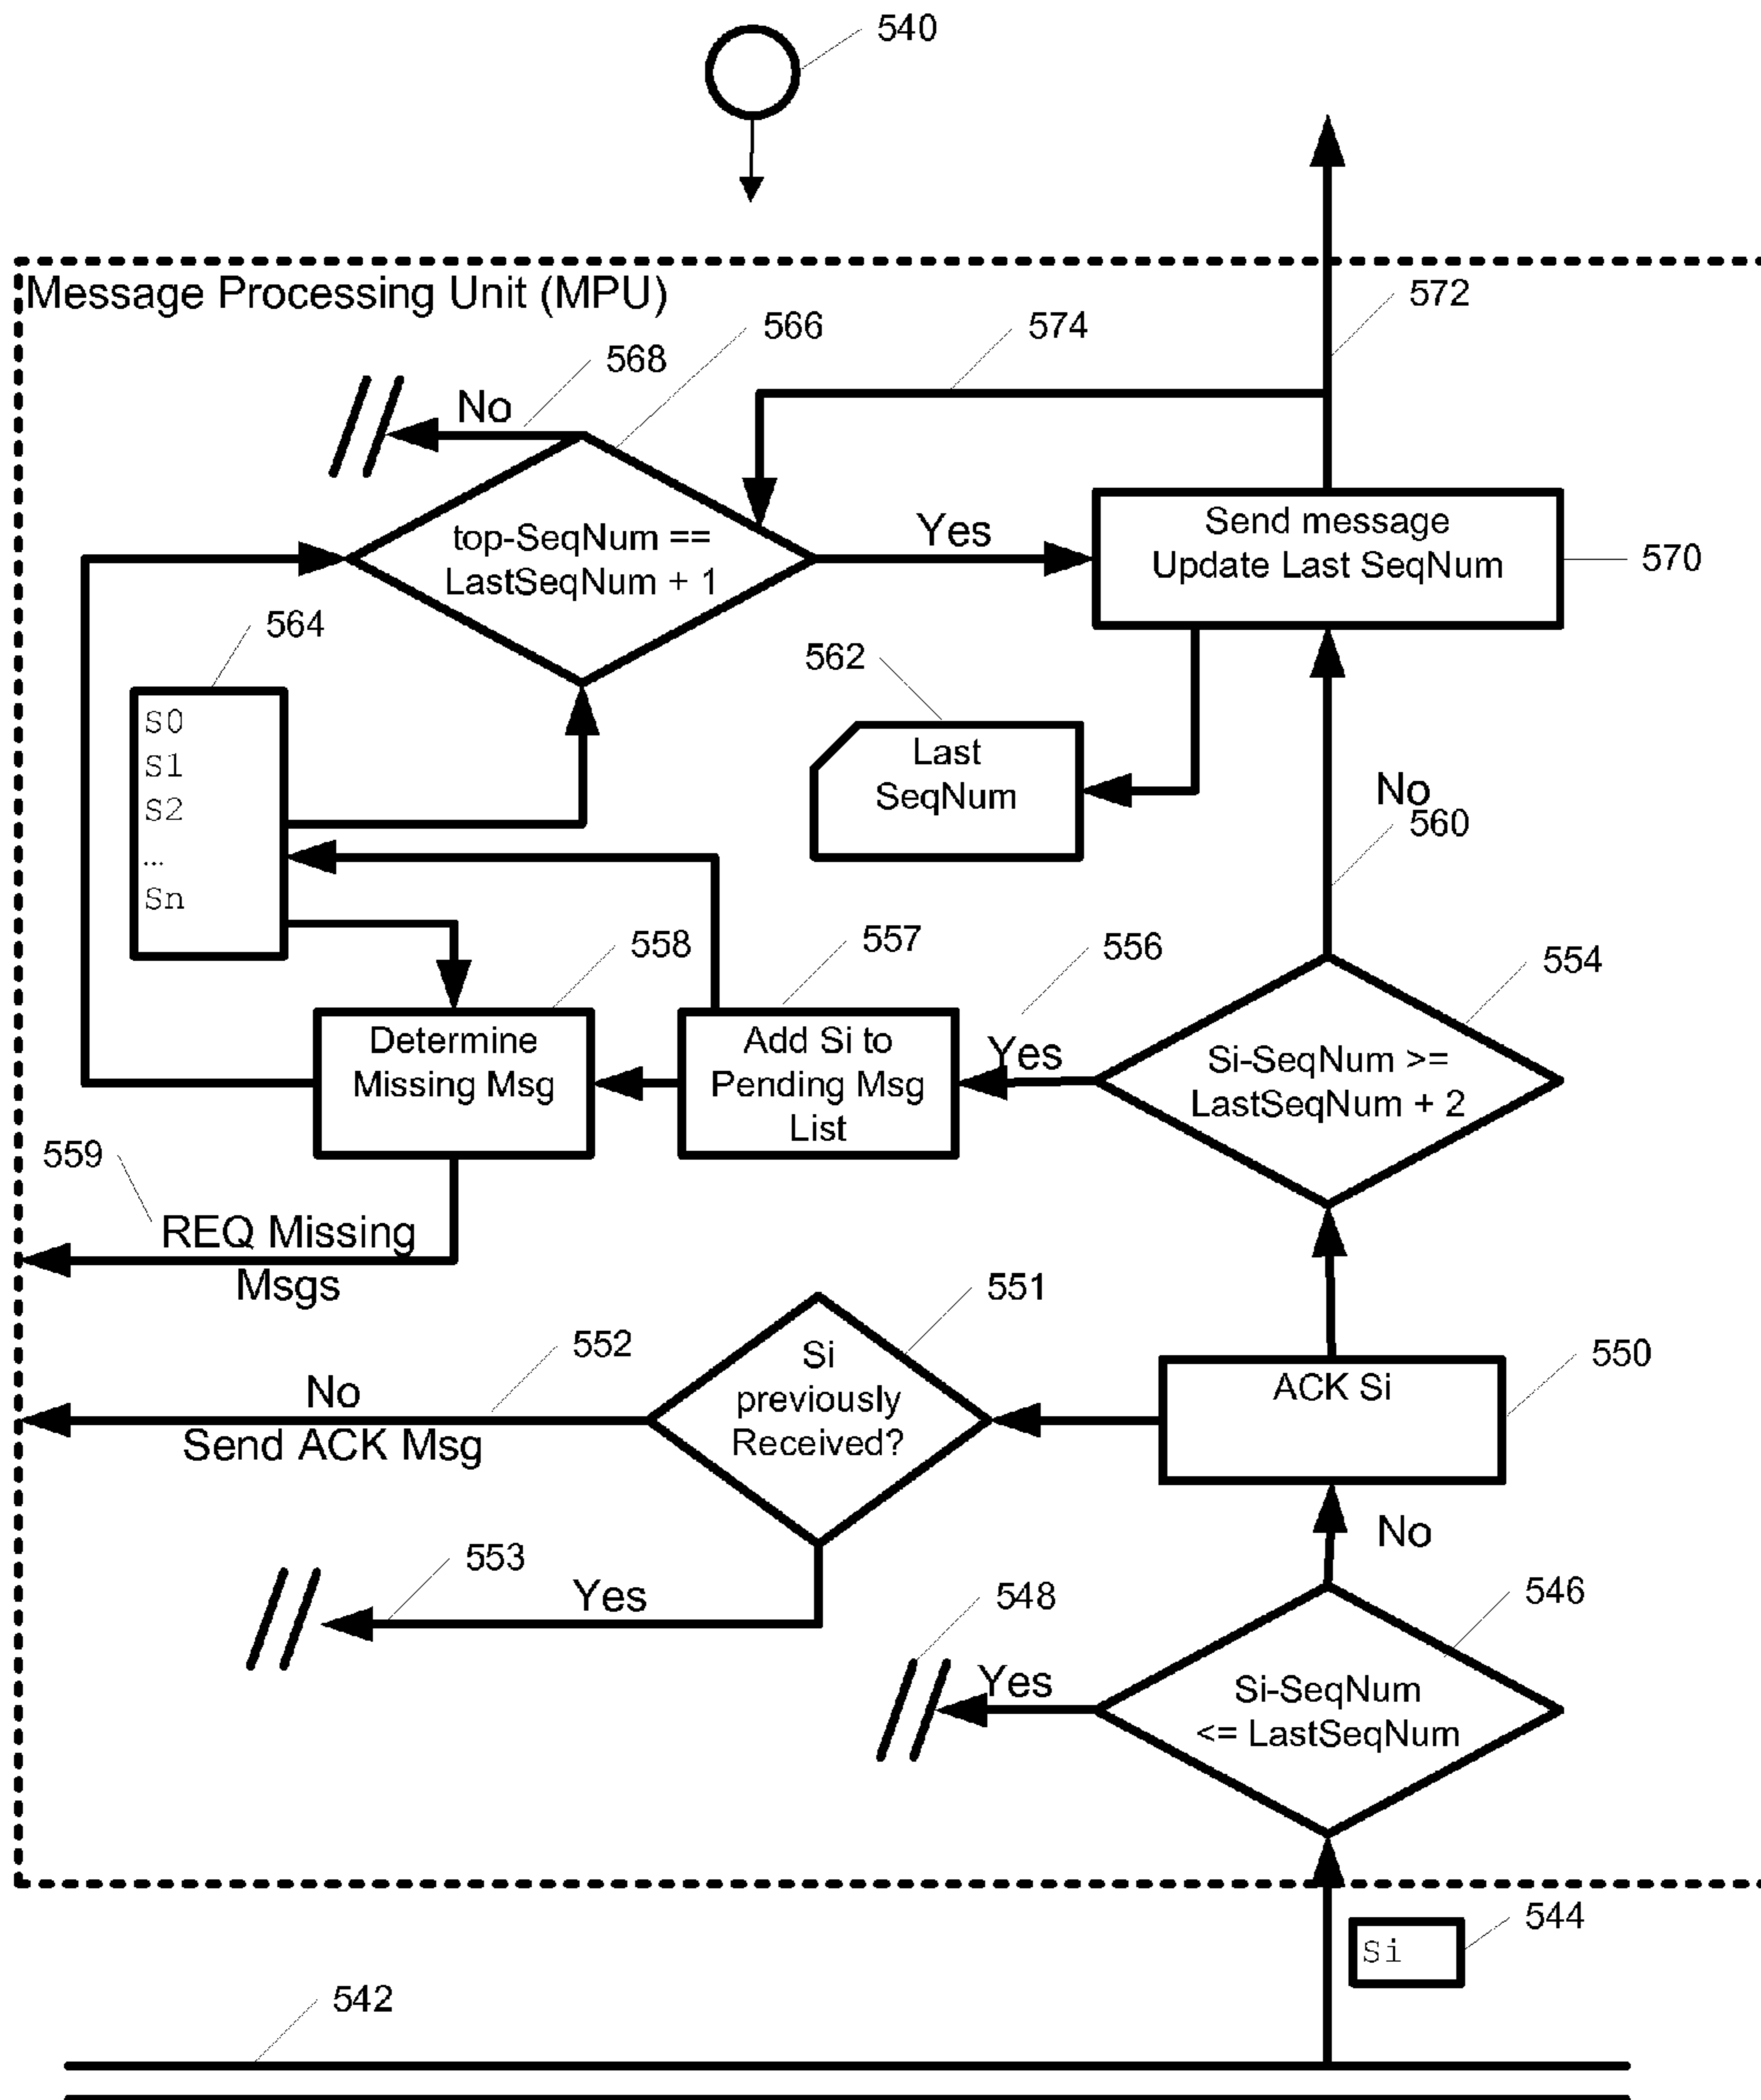 540
Message Processing Unit (MPU)
572
574
566
568
No
top-SeqNum ==
LastSeqNum + 1
Yes
Send message
Update Last SeqNum
570
564
S0
S1
S2
...
Sn
562
Last
SeqNum
No
560
558
557
556
554
Determine
Missing Msg
Add Si to
Pending Msg
List
Yes
Si-SeqNum >=
LastSeqNum + 2
559
REQ Missing
Msgs
551
552
Si
previously
Received?
No
Send ACK Msg
ACK Si
550
553
Yes
No
548
546
Yes
Si-SeqNum
<= LastSeqNum
544
Si
542